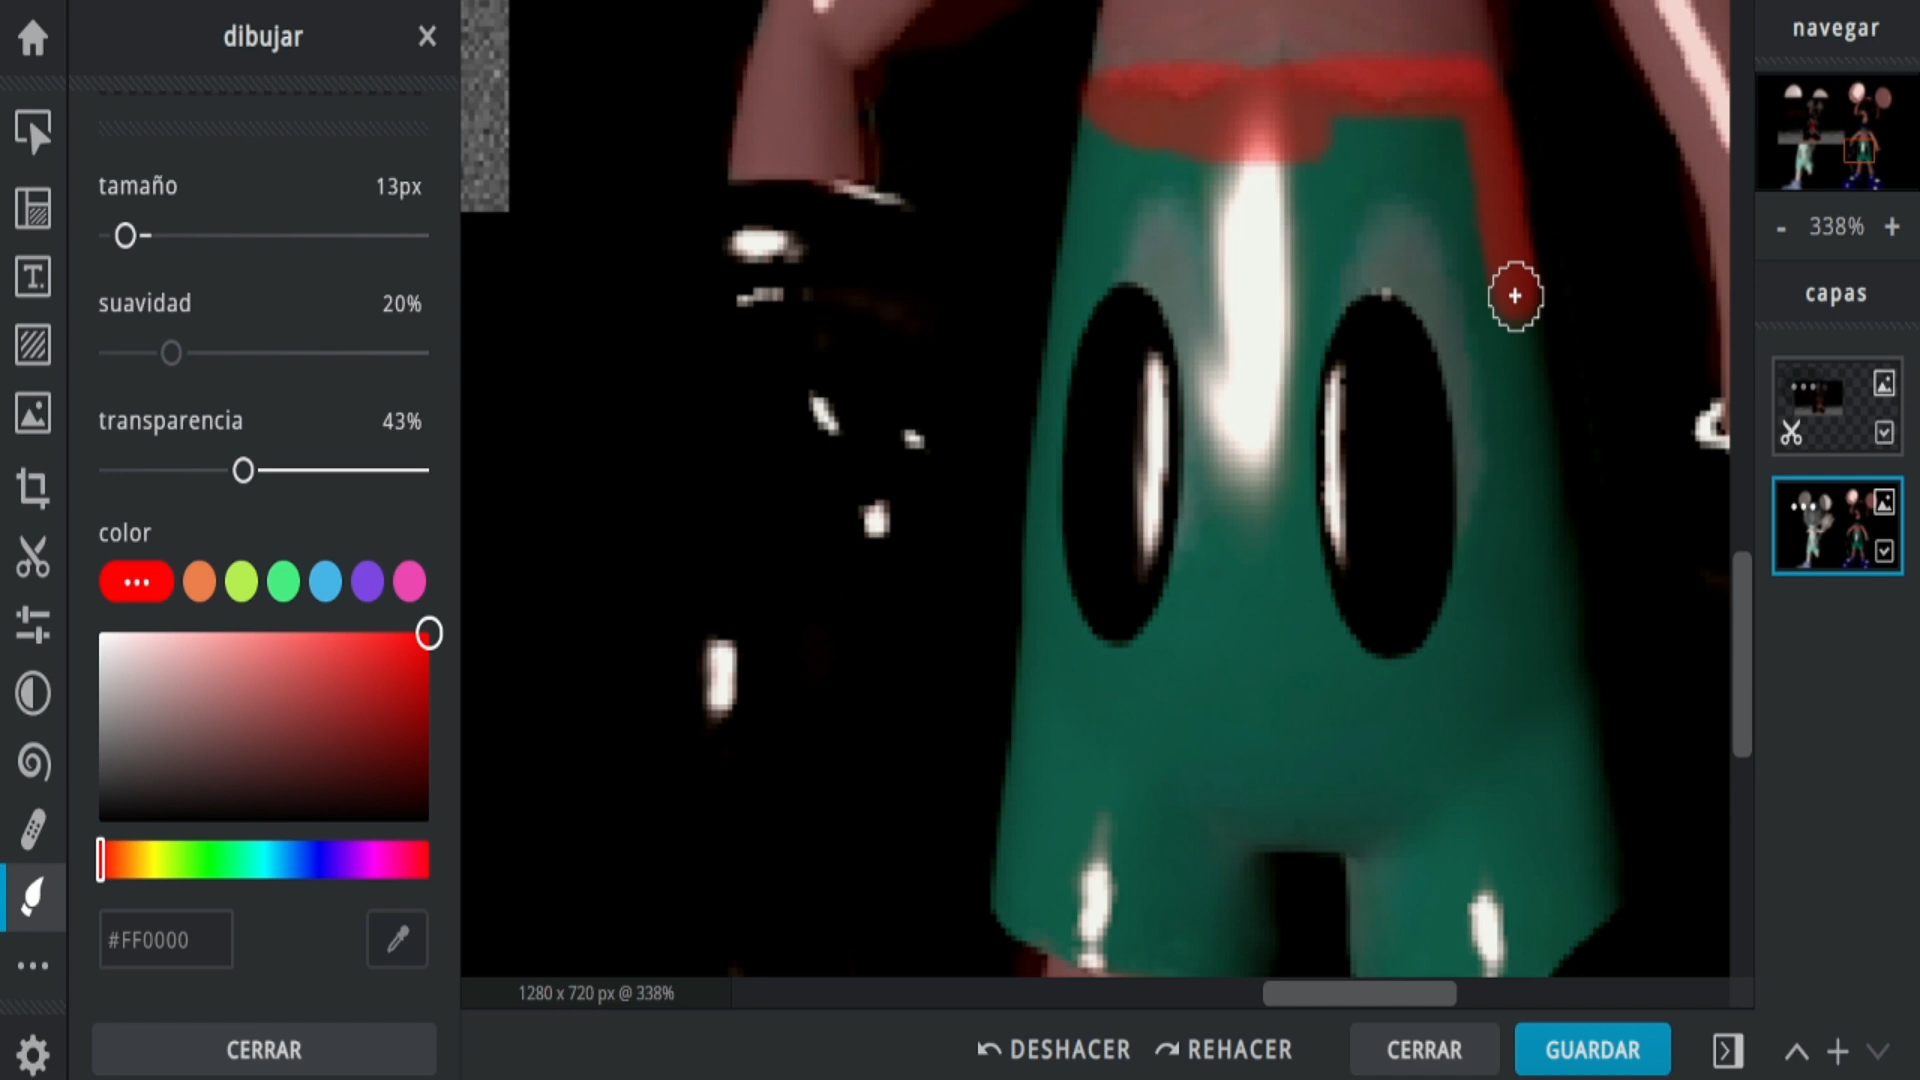 dibujar
tamaño 13px
suavidad 20%
transparencia 43%
color
#FF0000
CERRAR
1280 x 720 px @ 338%
DESHACER REHACER CERRAR GUARDAR
navegar
- 338% +
capas